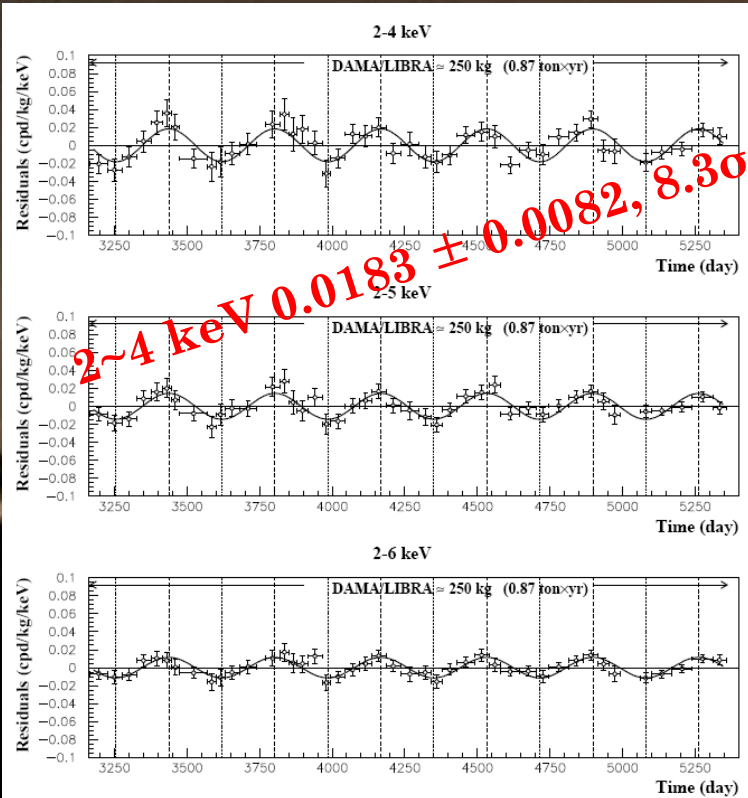 2-4 keV
Residuals (cpd/kg/keV)
0.1
0.08
0.06
0.04
0.02
0
−0.02
−0.04
−0.06
−0.08
−0.1
DAMA/LIBRA ≈ 250 kg (0.87 ton×yr)
3250 3500 3750 4000 4250 4500 4750 5000 5250
Time (day)
2~4 keV 0.0183 ± 0.0082, 8.3σ
2-5 keV
Residuals (cpd/kg/keV)
0.1
0.08
0.06
0.04
0.02
0
−0.02
−0.04
−0.06
−0.08
−0.1
DAMA/LIBRA ≈ 250 kg (0.87 ton×yr)
3250 3500 3750 4000 4250 4500 4750 5000 5250
Time (day)
2-6 keV
Residuals (cpd/kg/keV)
0.1
0.08
0.06
0.04
0.02
0
−0.02
−0.04
−0.06
−0.08
−0.1
DAMA/LIBRA ≈ 250 kg (0.87 ton×yr)
3250 3500 3750 4000 4250 4500 4750 5000 5250
Time (day)